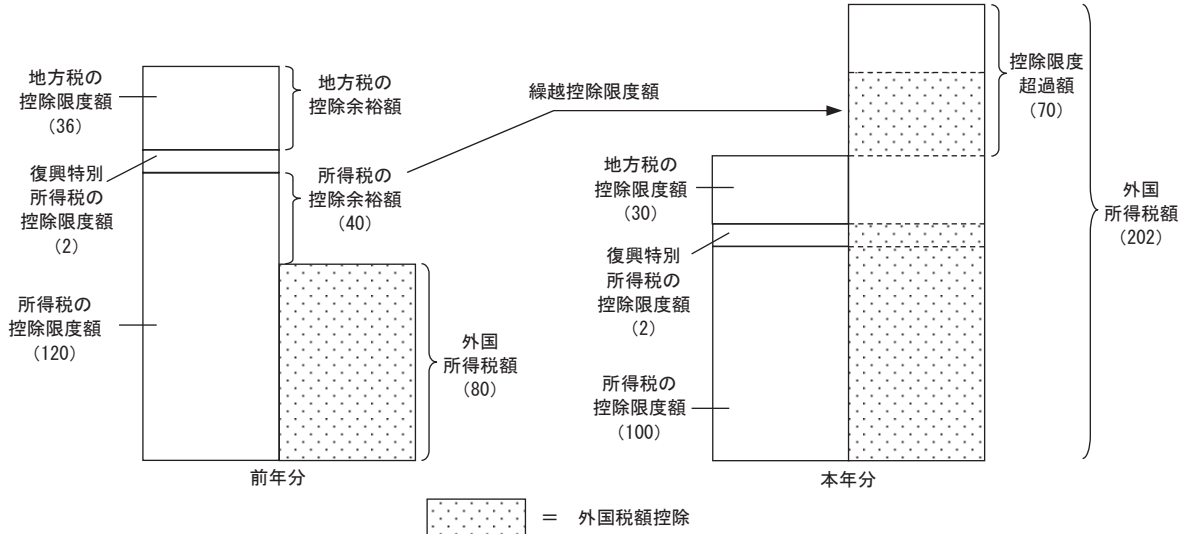 地方税の
控除限度額
(36)
地方税の
控除余裕額
復興特別
所得税の
控除限度額
(2)
所得税の
控除余裕額
(40)
所得税の
控除限度額
(120)
外国
所得税額
(80)
前年分
繰越控除限度額
控除限度
超過額
(70)
地方税の
控除限度額
(30)
外国
所得税額
(202)
復興特別
所得税の
控除限度額
(2)
所得税の
控除限度額
(100)
本年分
= 外国税額控除